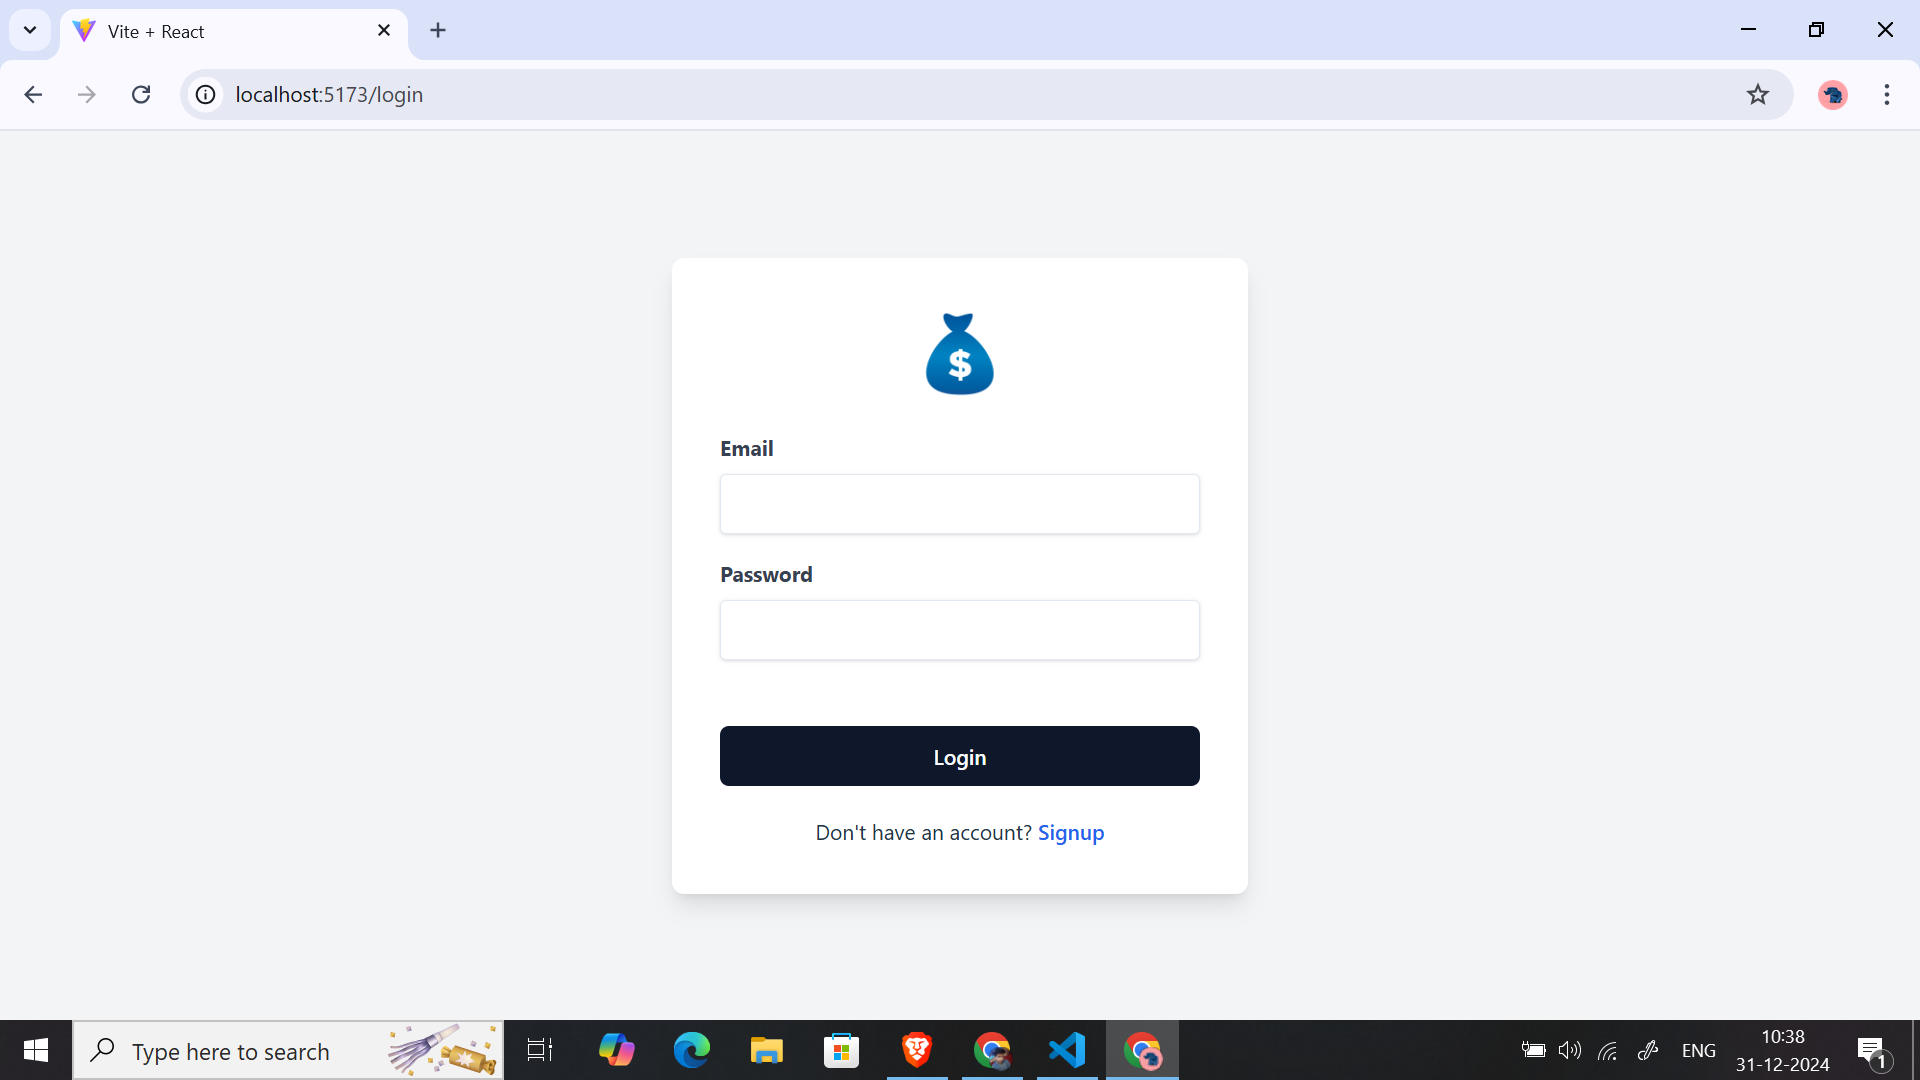 Vite + React
localhost:5173/login
$
Email
Password
Login
Don't have an account? Signup
Type here to search
ENG
10:38
31-12-2024
1